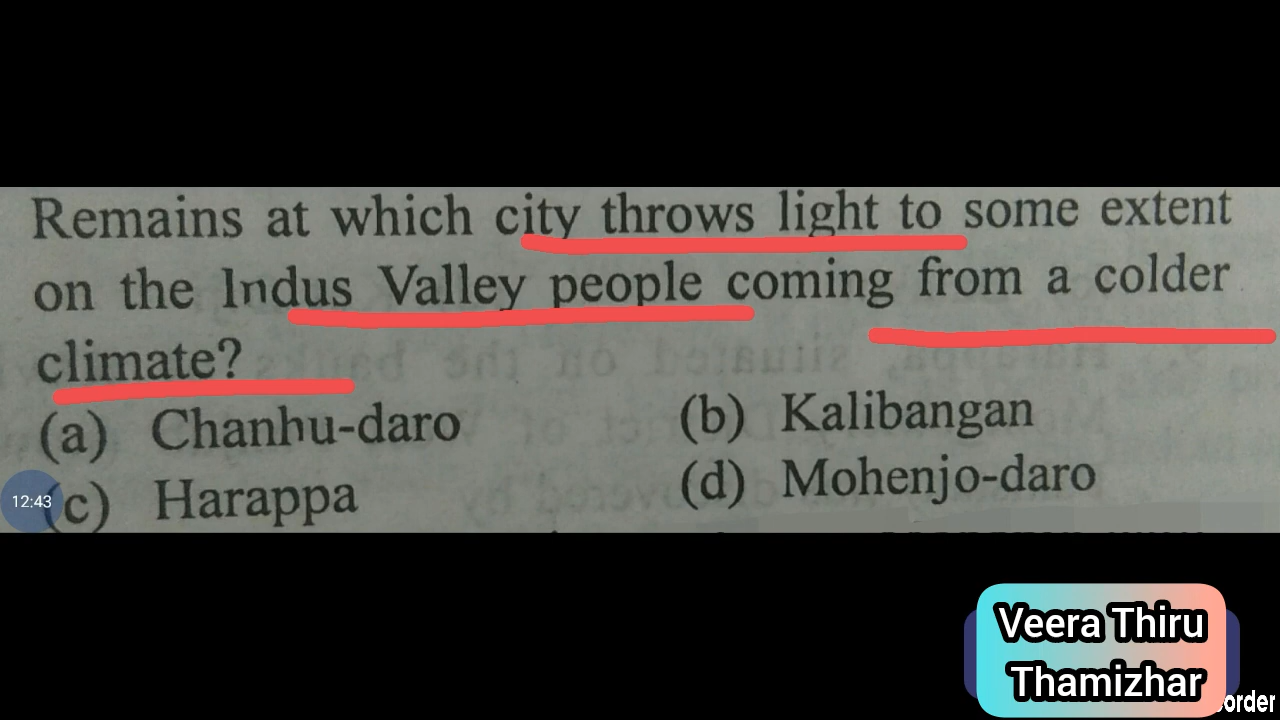 Remains at which city throws light to some extent
on the Indus Valley people coming from a colder
climate?
(a) Chanhu-daro (b) Kalibangan
12:43
(c) Harappa (d) Mohenjo-daro
Veera Thiru
Thamizhar